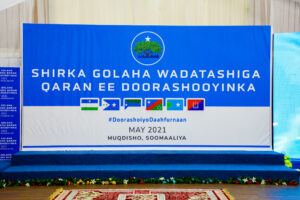 SHIRKA GOLAHA WADATASHIGA
QARAN EE DOORASHOOYINKA
#DoorashoiyoDaahfurnaan
MAY 2021
MUQDISHO, SOOMAALIYA